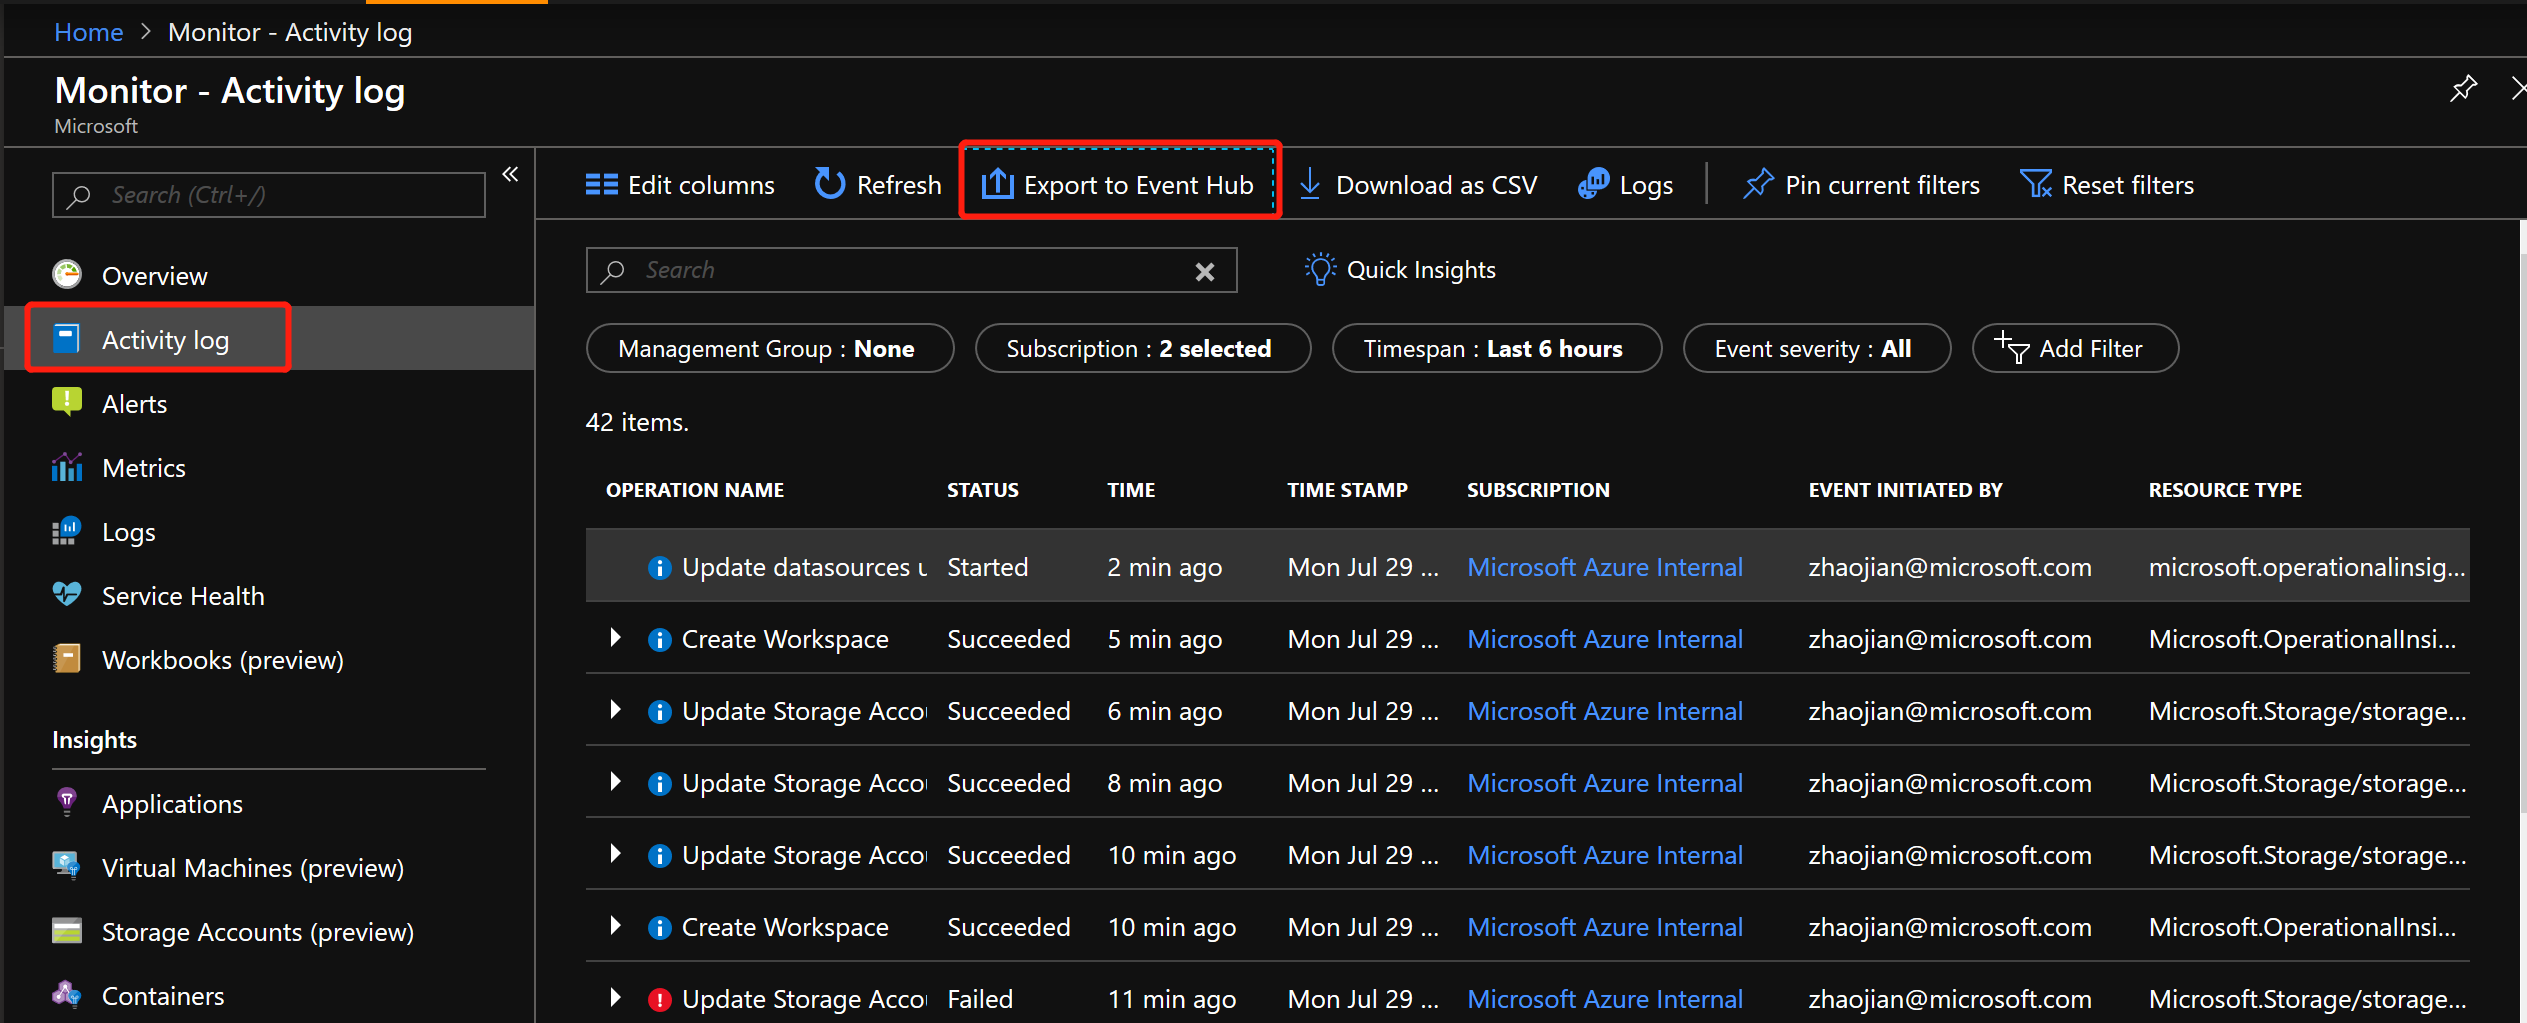 Home > Monitor - Activity log
Monitor - Activity log
Microsoft
Search (Ctrl+/)
«
Overview
Activity log
Alerts
Metrics
Logs
Service Health
Workbooks (preview)
Insights
Applications
Virtual Machines (preview)
Storage Accounts (preview)
Containers
Edit columns Refresh Export to Event Hub Download as CSV Logs Pin current filters Reset filters
Search
Quick Insights
Management Group : None Subscription : 2 selected Timespan : Last 6 hours Event severity : All Add Filter
42 items.
OPERATION NAME STATUS TIME TIME STAMP SUBSCRIPTION EVENT INITIATED BY RESOURCE TYPE
Update datasources u Started 2 min ago Mon Jul 29 ... Microsoft Azure Internal zhaojian@microsoft.com microsoft.operationalinsig...
Create Workspace Succeeded 5 min ago Mon Jul 29 ... Microsoft Azure Internal zhaojian@microsoft.com Microsoft.OperationalInsi...
Update Storage Accou Succeeded 6 min ago Mon Jul 29 ... Microsoft Azure Internal zhaojian@microsoft.com Microsoft.Storage/storage...
Update Storage Accou Succeeded 8 min ago Mon Jul 29 ... Microsoft Azure Internal zhaojian@microsoft.com Microsoft.Storage/storage...
Update Storage Accou Succeeded 10 min ago Mon Jul 29 ... Microsoft Azure Internal zhaojian@microsoft.com Microsoft.Storage/storage...
Create Workspace Succeeded 10 min ago Mon Jul 29 ... Microsoft Azure Internal zhaojian@microsoft.com Microsoft.OperationalInsi...
Update Storage Accou Failed 11 min ago Mon Jul 29 ... Microsoft Azure Internal zhaojian@microsoft.com Microsoft.Storage/storage...